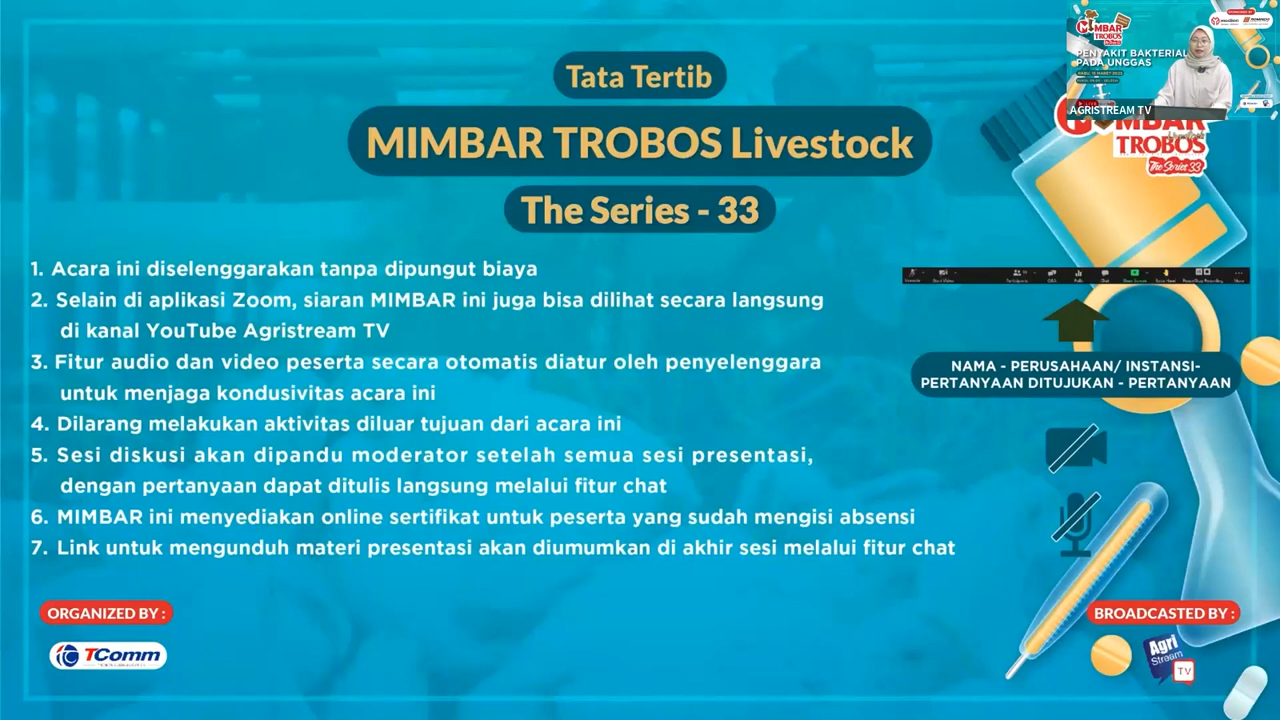 Tata Tertib
MIMBAR TROBOS Livestock
The Series - 33
1. Acara ini diselenggarakan tanpa dipungut biaya
2. Selain di aplikasi Zoom, siaran MIMBAR ini juga bisa dilihat secara langsung
di kanal YouTube Agristream TV
3. Fitur audio dan video peserta secara otomatis diatur oleh penyelenggara
untuk menjaga kondusivitas acara ini
4. Dilarang melakukan aktivitas diluar tujuan dari acara ini
5. Sesi diskusi akan dipandu moderator setelah semua sesi presentasi,
dengan pertanyaan dapat ditulis langsung melalui fitur chat
6. MIMBAR ini menyediakan online sertifikat untuk peserta yang sudah mengisi absensi
7. Link untuk mengunduh materi presentasi akan diumumkan di akhir sesi melalui fitur chat
ORGANIZED BY :
TComm
MIMBAR
TROBOS
PENYAKIT BAKTERIAL
PADA UNGGAS
AGRISTREAM TV
TROBOS
The Series 33
NAMA - PERUSAHAAN/ INSTANSI-
PERTANYAAN DITUJUKAN - PERTANYAAN
BROADCASTED BY :
Agri
Stream
TV